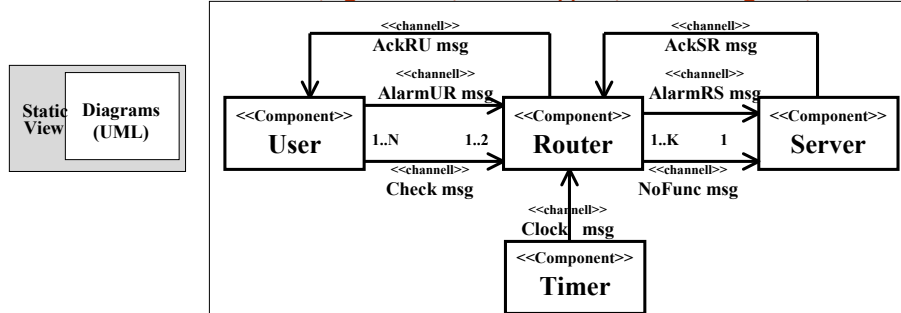 <<channell>>
AckRU msg
<<channell>>
AckSR msg
<<channell>>
AlarmUR msg
<<channell>>
AlarmRS msg
Static View
Diagrams
(UML)
<<Component>>
User
1..N
1..2
<<Component>>
Router
1..K
1
<<Component>>
Server
<<channell>>
Check msg
<<channell>>
NoFunc msg
<<channell>>
Clock msg
<<Component>>
Timer